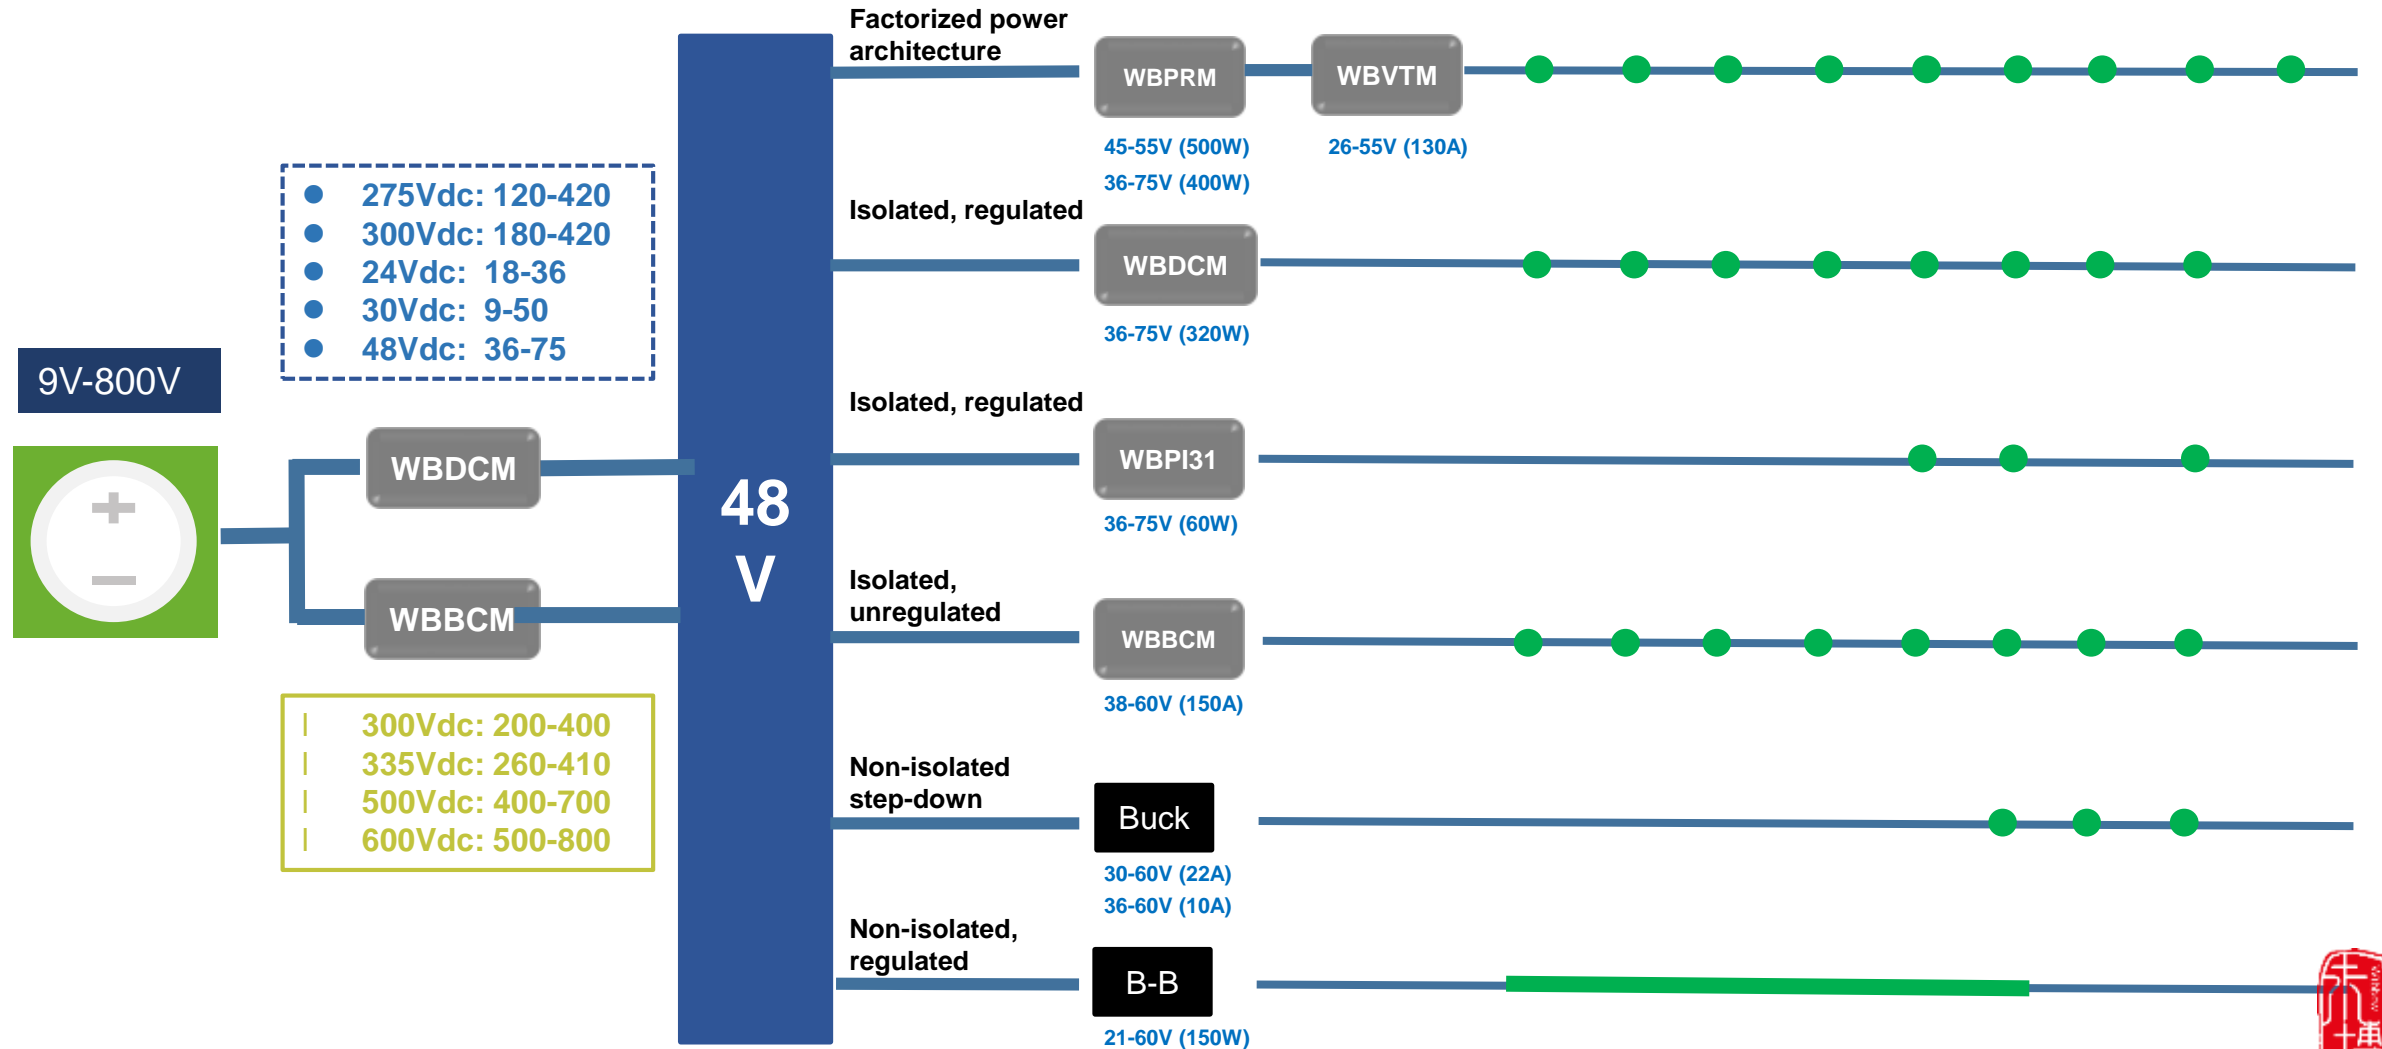 9V-800V
● 275Vdc: 120-420
● 300Vdc: 180-420
● 24Vdc: 18-36
● 30Vdc: 9-50
● 48Vdc: 36-75
WBDCM
WBBCM
l 300Vdc: 200-400
l 335Vdc: 260-410
l 500Vdc: 400-700
l 600Vdc: 500-800
48
V
Factorized power
architecture
WBPRM
WBVTM
45-55V (500W)
36-75V (400W)
26-55V (130A)
Isolated, regulated
WBDCM
36-75V (320W)
Isolated, regulated
WBPI31
36-75V (60W)
Isolated,
unregulated
WBBCM
38-60V (150A)
Non-isolated
step-down
Buck
30-60V (22A)
36-60V (10A)
Non-isolated,
regulated
B-B
21-60V (150W)